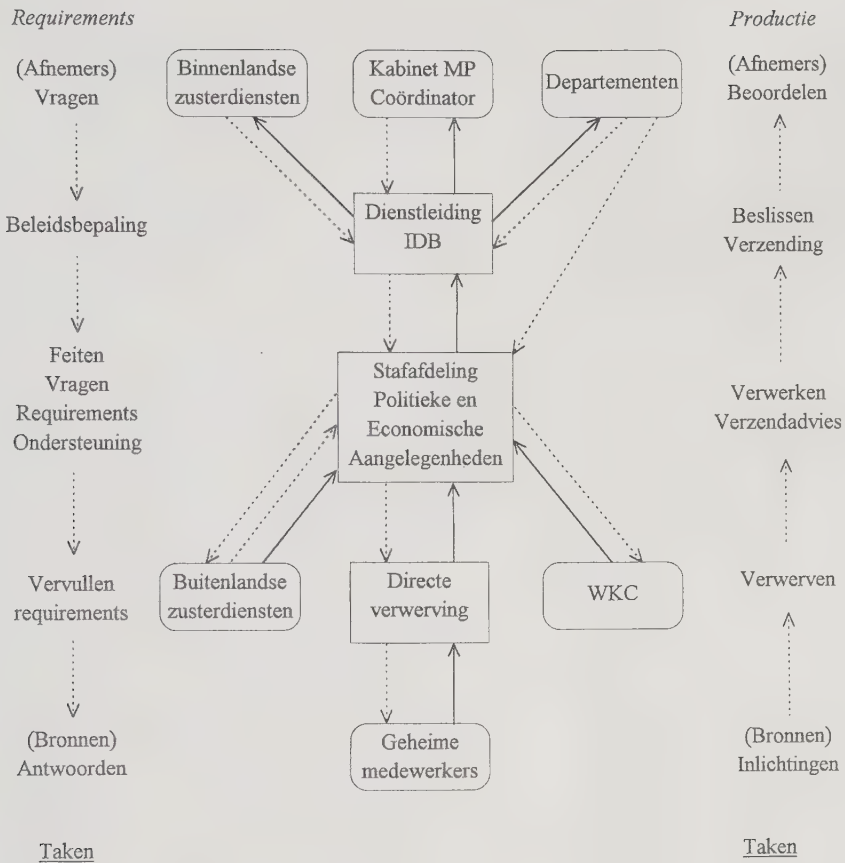 Requirements
Productie
(Afnemers)
Vragen
Binnenlandse
zusterdiensten
Kabinet MP
Coördinator
Departementen
(Afnemers)
Beoordelen
Beleidsbepaling
Dienstleiding
IDB
Beslissen
Verzending
Feiten
Vragen
Requirements
Ondersteuning
Stafafdeling
Politieke en
Economische
Aangelegenheden
Verwerken
Verzendadvies
Vervullen
requirements
Buitenlandse
zusterdiensten
Directe
verwerving
WKC
Verwerven
(Bronnen)
Antwoorden
Geheime
medewerkers
(Bronnen)
Inlichtingen
Taken
Taken